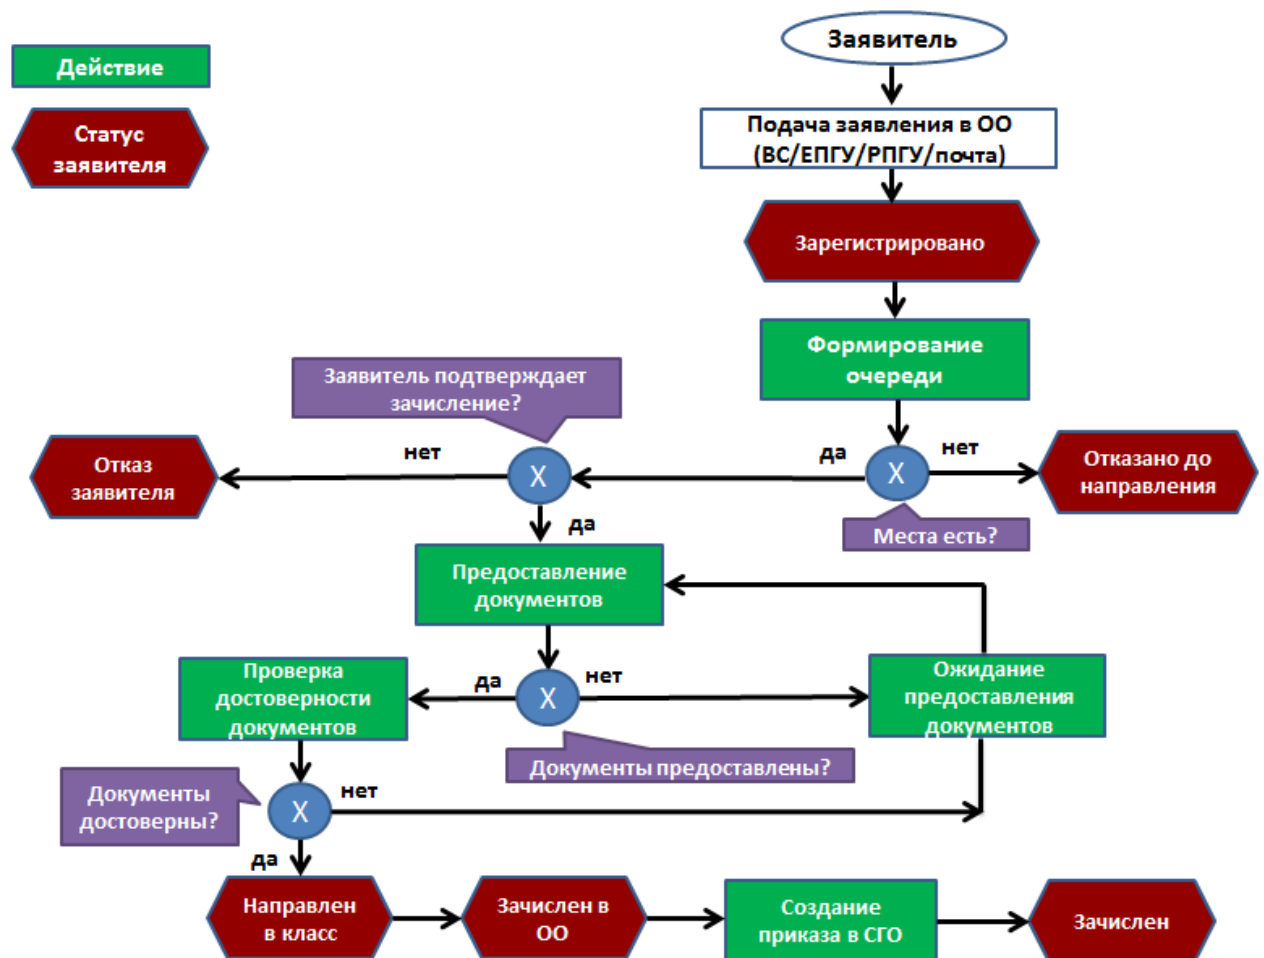 Заявитель
Действие
Статус
заявителя
Подача заявления в ОО
(ВС/ЕПГУ/РПГУ/почта)
Зарегистрировано
Формирование
очереди
Заявитель подтверждает
зачисление?
нет
да
нет
Отказ
заявителя
X
X
Отказано до
направления
Места есть?
да
Предоставление
документов
Проверка
достоверности
документов
да
X
нет
Ожидание
предоставления
документов
Документы предоставлены?
Документы
достоверны?
X
нет
да
Направлен
в класс
Зачислен в
ОО
Создание
приказа в СГО
Зачислен